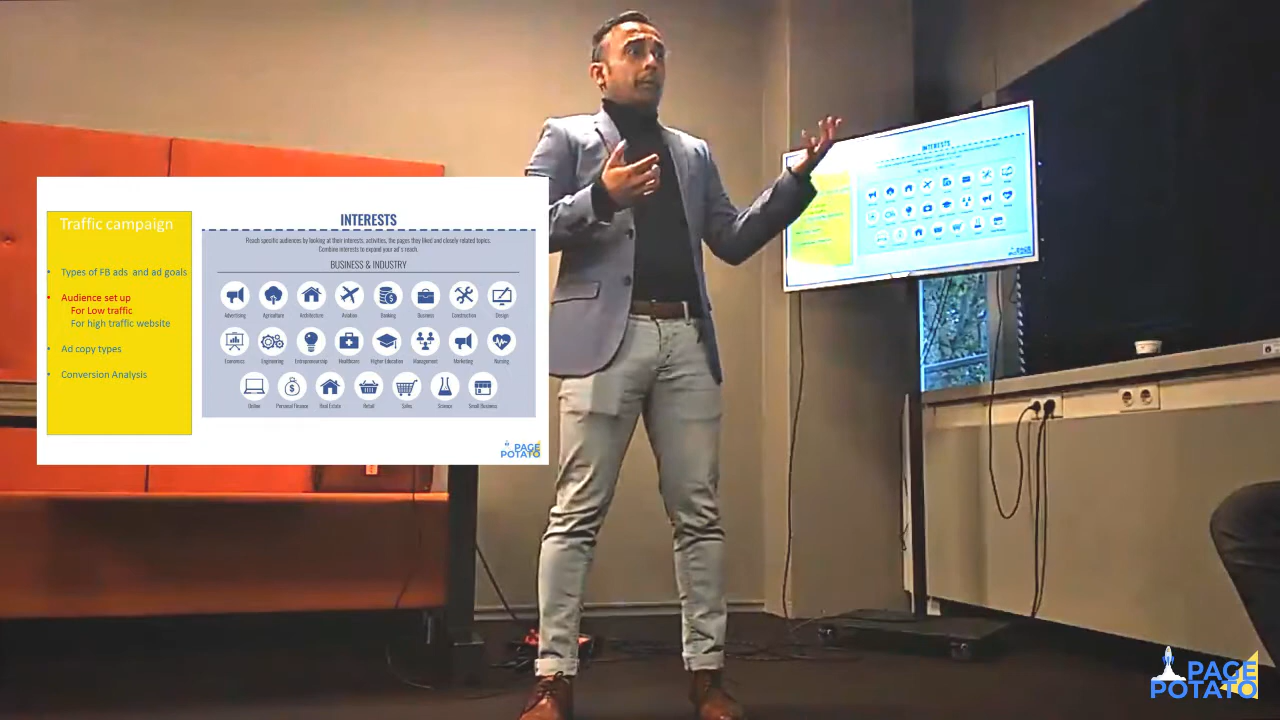 Traffic campaign
• Types of FB ads and ad goals
• Audience set up
For Low traffic
For high traffic website
• Ad copy types
• Conversion Analysis
INTERESTS
Reach specific audiences by looking at their interests, activities, the pages they liked and closely related topics.
Combine interests to expand your ad's reach.
BUSINESS & INDUSTRY
Advertising Agriculture Architecture Aviation Banking Business Construction Design
Economics Engineering Entrepreneurship Healthcare Higher Education Management Marketing Nursing
Online Personal Finance Real Estate Retail Sales Science Small Business
PAGE
POTATO
INTERESTS
PAGE
POTATO